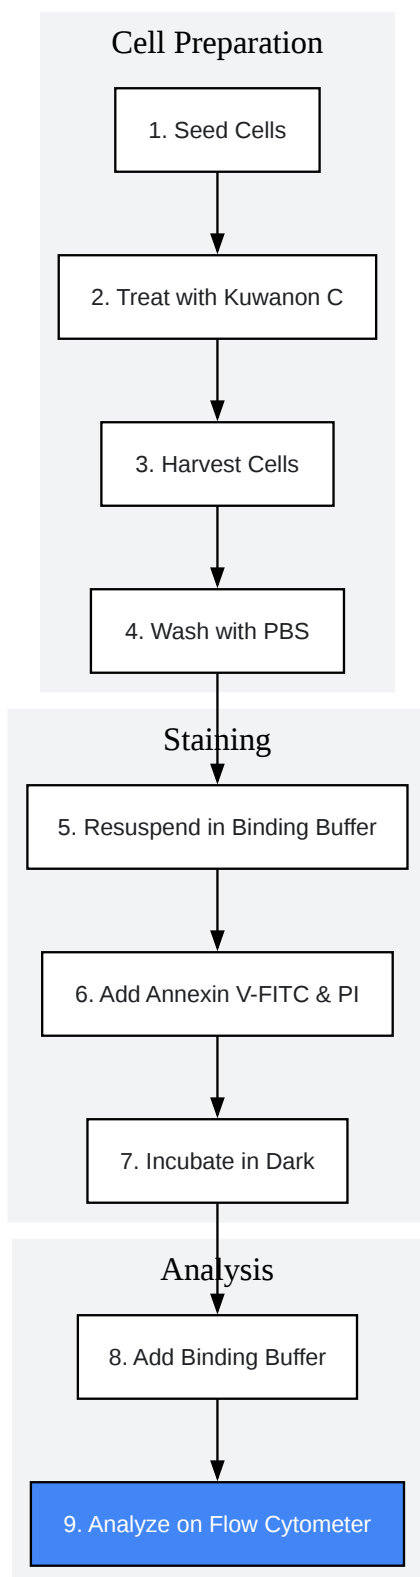 Cell Preparation
1. Seed Cells
2. Treat with Kuwanon C
3. Harvest Cells
4. Wash with PBS
Staining
5. Resuspend in Binding Buffer
6. Add Annexin V-FITC & PI
7. Incubate in Dark
Analysis
8. Add Binding Buffer
9. Analyze on Flow Cytometer